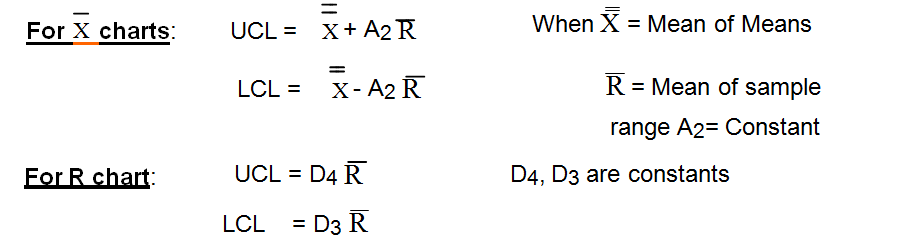 For X̅ charts: UCL = X̿ + A2 R̅ When X̿ = Mean of Means
LCL = X̿ - A2 R̅ R̅ = Mean of sample
range A2= Constant
For R chart: UCL = D4 R̅ D4, D3 are constants
LCL = D3 R̅